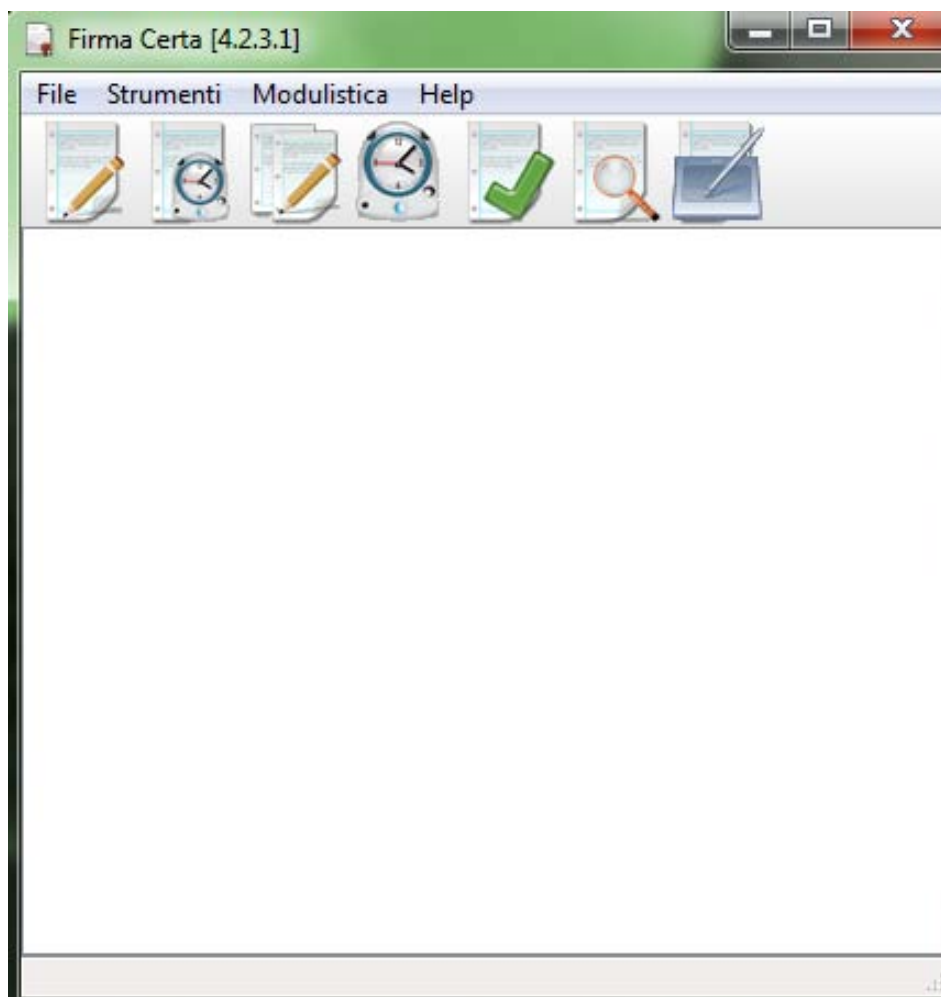 Firma Certa [4.2.3.1]
File Strumenti Modulistica Help